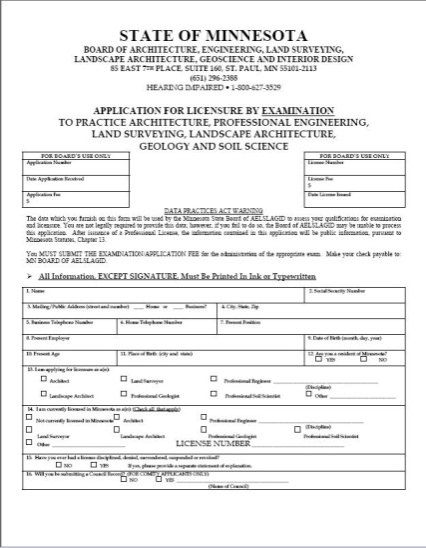 STATE OF MINNESOTA
BOARD OF ARCHITECTURE, ENGINEERING, LAND SURVEYING,
LANDSCAPE ARCHITECTURE, GEOSCIENCE AND INTERIOR DESIGN
85 EAST 7TH PLACE, SUITE 160, ST. PAUL, MN 55101-2113
(651) 296-2388
HEARING IMPAIRED • 1-800-627-3529
APPLICATION FOR LICENSURE BY EXAMINATION
TO PRACTICE ARCHITECTURE, PROFESSIONAL ENGINEERING,
LAND SURVEYING, LANDSCAPE ARCHITECTURE,
GEOLOGY AND SOIL SCIENCE
FOR BOARD'S USE ONLY
Application Number
Date Application Received
Application Fee
$
FOR BOARD'S USE ONLY
License Number
License Fee
$
Date License Issued
DATA PRACTICES ACT WARNING
The data which you furnish on this form will be used by the Minnesota State Board of AELSLAGID to assess your qualifications for examination
and licensure. You are not legally required to provide this data; however, if you fail to do so, the Board of AELSLAGID may be unable to process
this application. After issuance of a Professional License, the information contained in this application will be public information, pursuant to
Minnesota Statutes, Chapter 13.
You MUST SUBMIT THE EXAMINATION/APPLICATION FEE for the administration of the appropriate exam. Make your check payable to:
MN BOARD OF AELSLAGID.
➢ All Information, EXCEPT SIGNATURE, Must Be Printed In Ink or Typewritten
1. Name
2. Social Security Number
3. Mailing/Public Address (street and number) ___ Home or ___ Business?
4. City, State, Zip
5. Business Telephone Number
6. Home Telephone Number
7. Present Position
8. Present Employer
9. Date of Birth (month, day, year)
10. Present Age
11. Place of Birth (city and state)
12. Are you a resident of Minnesota?
☐ YES ☐ NO
13. I am applying for licensure as a(n):
☐ Architect ☐ Land Surveyor ☐ Professional Engineer
(Discipline)
☐ Landscape Architect ☐ Professional Geologist ☐ Professional Soil Scientist ☐ Other
14. I am currently licensed in Minnesota as a(n): (Check all that apply)
☐ Not currently licensed in Minnesota ☐ Architect ☐ Professional Engineer
(Discipline)
☐ Land Surveyor ☐ Landscape Architect ☐ Professional Geologist ☐ Professional Soil Scientist
☐ Other LICENSE NUMBER
15. Have you ever had a license disciplined, denied, surrendered, suspended or revoked?
☐ NO ☐ YES If yes, please provide a separate statement of explanation.
16. Will you be submitting a Council Record? (FOR COMITY APPLICANTS ONLY)
☐ NO ☐ YES
(Name of Council)